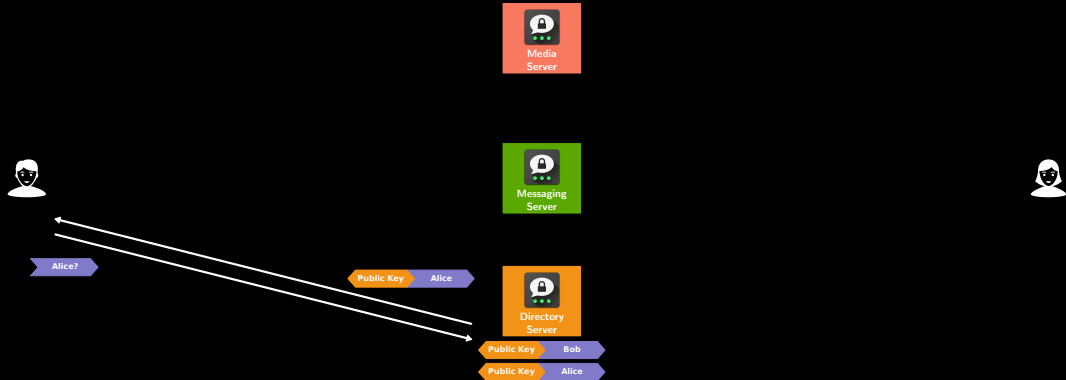 Media
Server
Messaging
Server
Alice?
Public Key Alice
Directory
Server
Public Key Bob
Public Key Alice